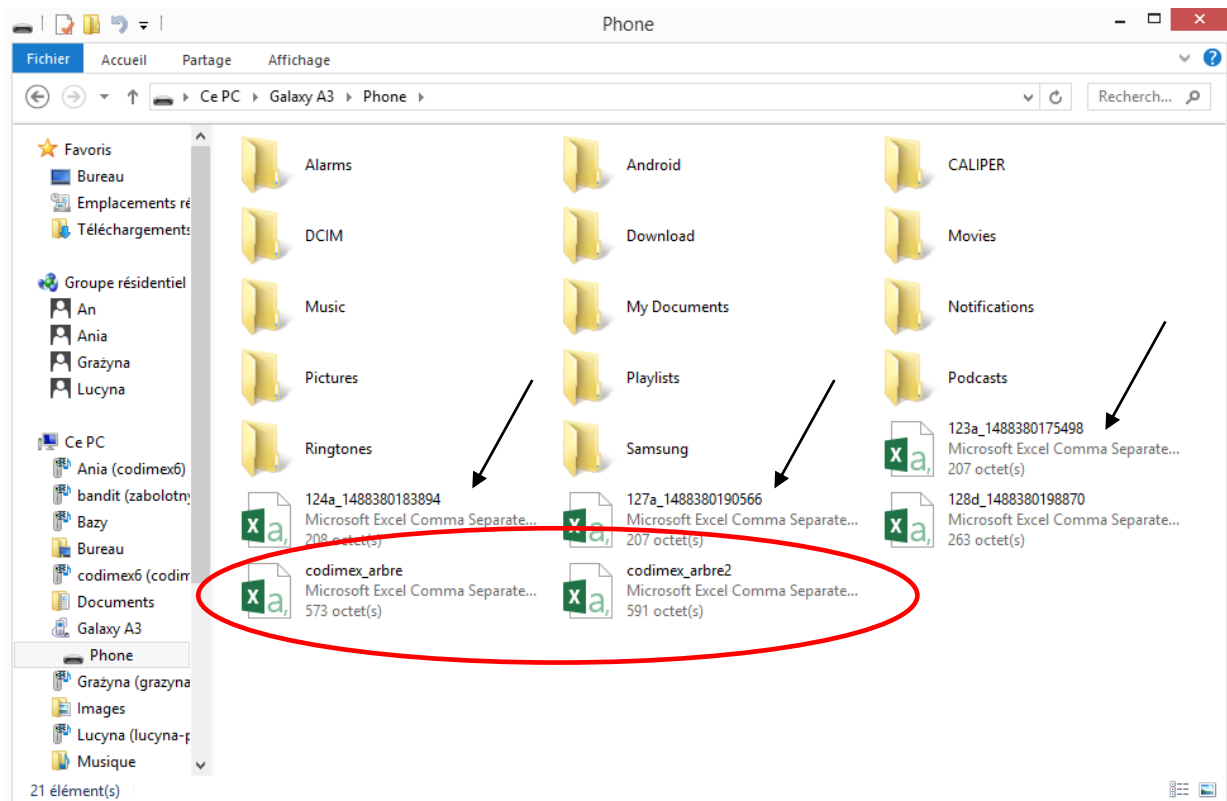 Phone
Fichier Accueil Partage Affichage
Ce PC Galaxy A3 Phone Recherch...
Favoris
Bureau
Emplacements ré
Téléchargements
Groupe résidentiel
An
Ania
Grażyna
Lucyna
Ce PC
Ania (codimex6)
bandit (zabolotny
Bazy
Bureau
codimex6 (codim
Documents
Galaxy A3
Phone
Grażyna (grazyna
Images
Lucyna (lucyna-p
Musique
Alarms Android CALIPER
DCIM Download Movies
Music My Documents Notifications
Pictures Playlists Podcasts
Ringtones Samsung
123a_1488380175498
Microsoft Excel Comma Separate...
207 octet(s)
124a_1488380183894
Microsoft Excel Comma Separate...
208 octet(s)
127a_1488380190566
Microsoft Excel Comma Separate...
207 octet(s)
128d_1488380198870
Microsoft Excel Comma Separate...
263 octet(s)
codimex_arbre
Microsoft Excel Comma Separate...
573 octet(s)
codimex_arbre2
Microsoft Excel Comma Separate...
591 octet(s)
21 élément(s)